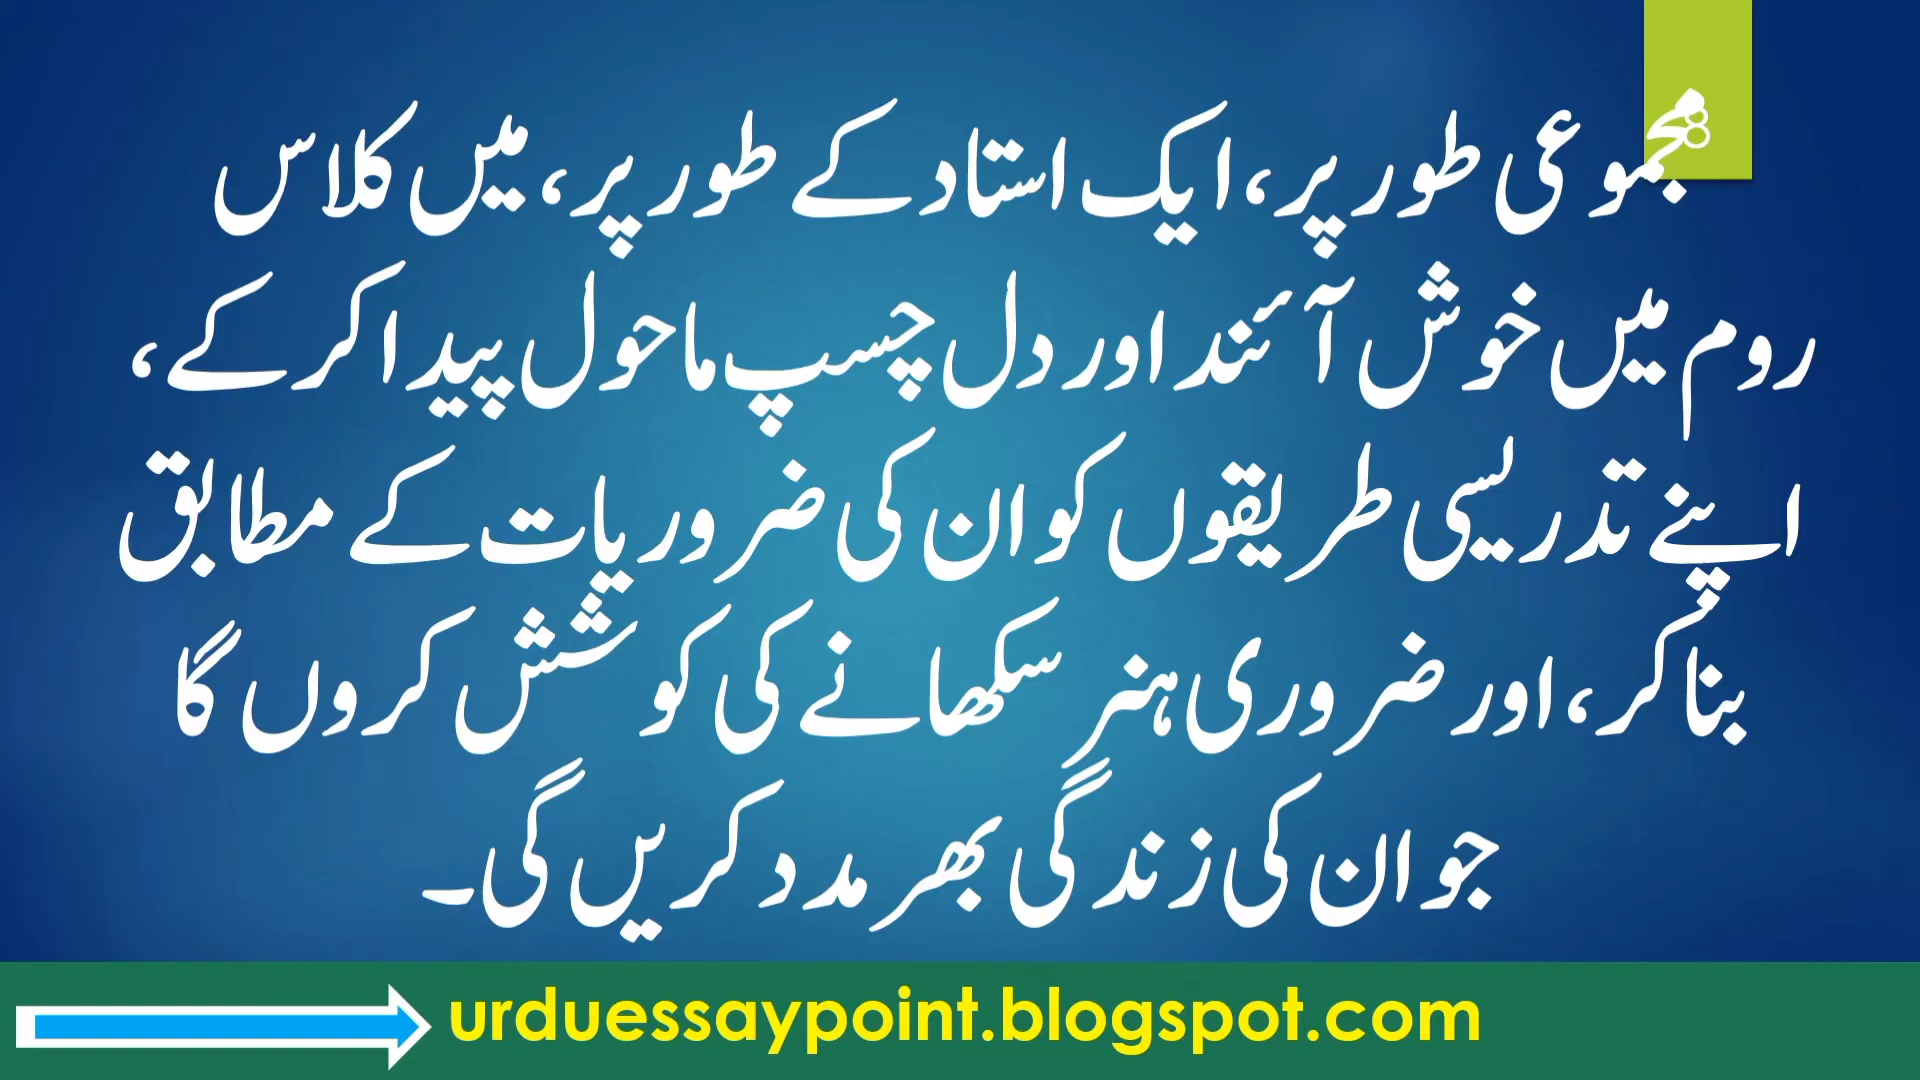 مجموعی طور پر، ایک استاد کے طور پر، میں کلاس
روم میں خوش آئند اور دل چسپ ماحول پیدا کر کے،
اپنے تدریسی طریقوں کو ان کی ضروریات کے مطابق
بنا کر، اور ضروری ہنر سکھانے کی کوشش کروں گا
جو ان کی زندگی بھر مدد کریں گی۔
8
urduessaypoint.blogspot.com